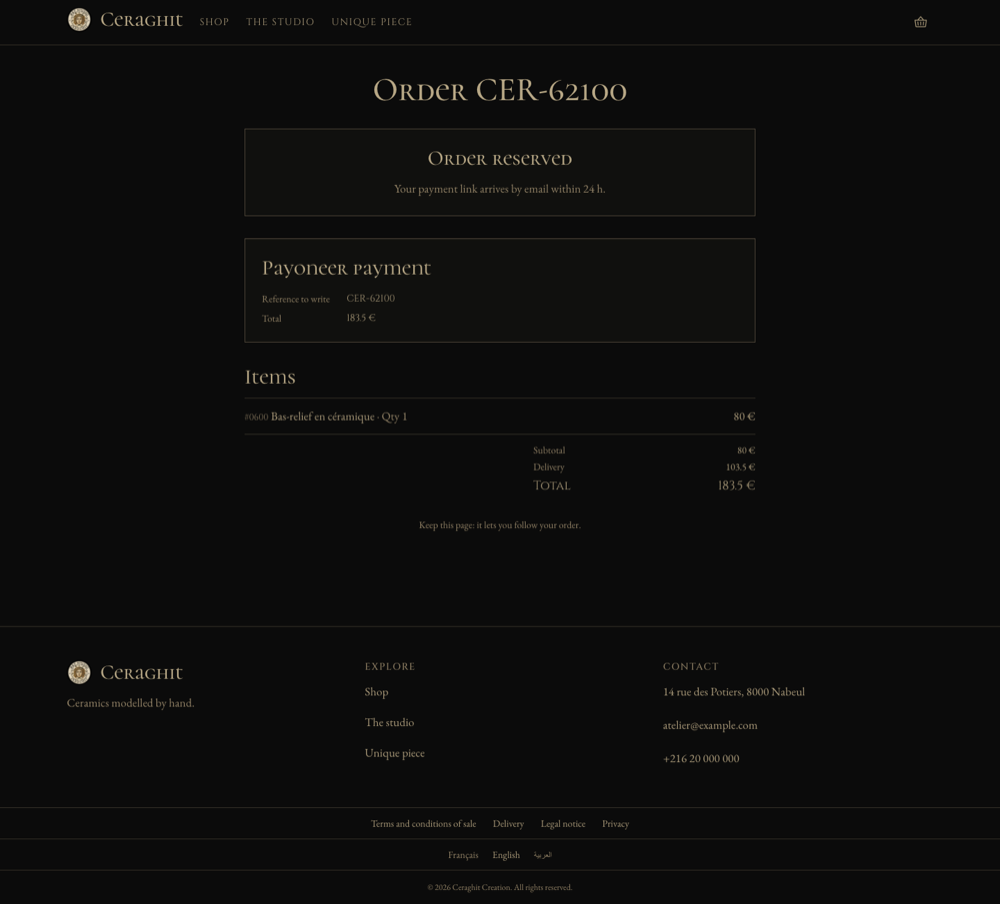 Ceraghit SHOP THE STUDIO UNIQUE PIECE
Order CER-62100
Order reserved
Your payment link arrives by email within 24 h.
Payoneer payment
Reference to write CER-62100
Total 183.5 €
Items
#0600 Bas-relief en céramique · Qty 1 80 €
Subtotal 80 €
Delivery 103.5 €
Total 183.5 €
Keep this page: it lets you follow your order.
Ceraghit
Ceramics modelled by hand.
EXPLORE
Shop
The studio
Unique piece
CONTACT
14 rue des Potiers, 8000 Nabeul
atelier@example.com
+216 20 000 000
Terms and conditions of sale Delivery Legal notice Privacy
Français English العربية
© 2026 Ceraghit Creation. All rights reserved.